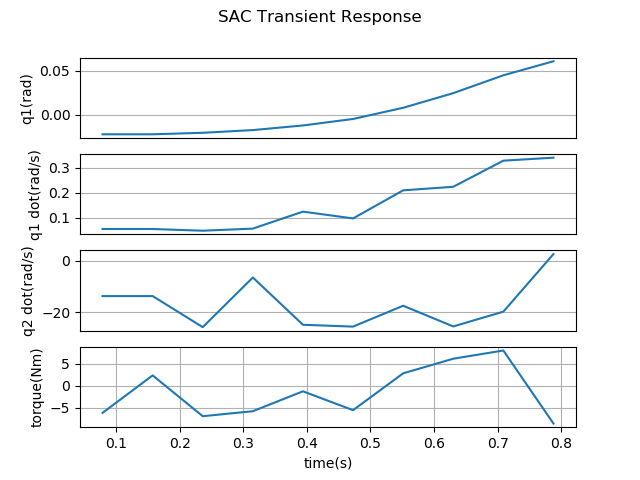 SAC Transient Response
q1(rad)
0.05
0.00
q1 dot(rad/s)
0.3
0.2
0.1
q2 dot(rad/s)
0
−20
torque(Nm)
5
0
−5
0.1 0.2 0.3 0.4 0.5 0.6 0.7 0.8
time(s)